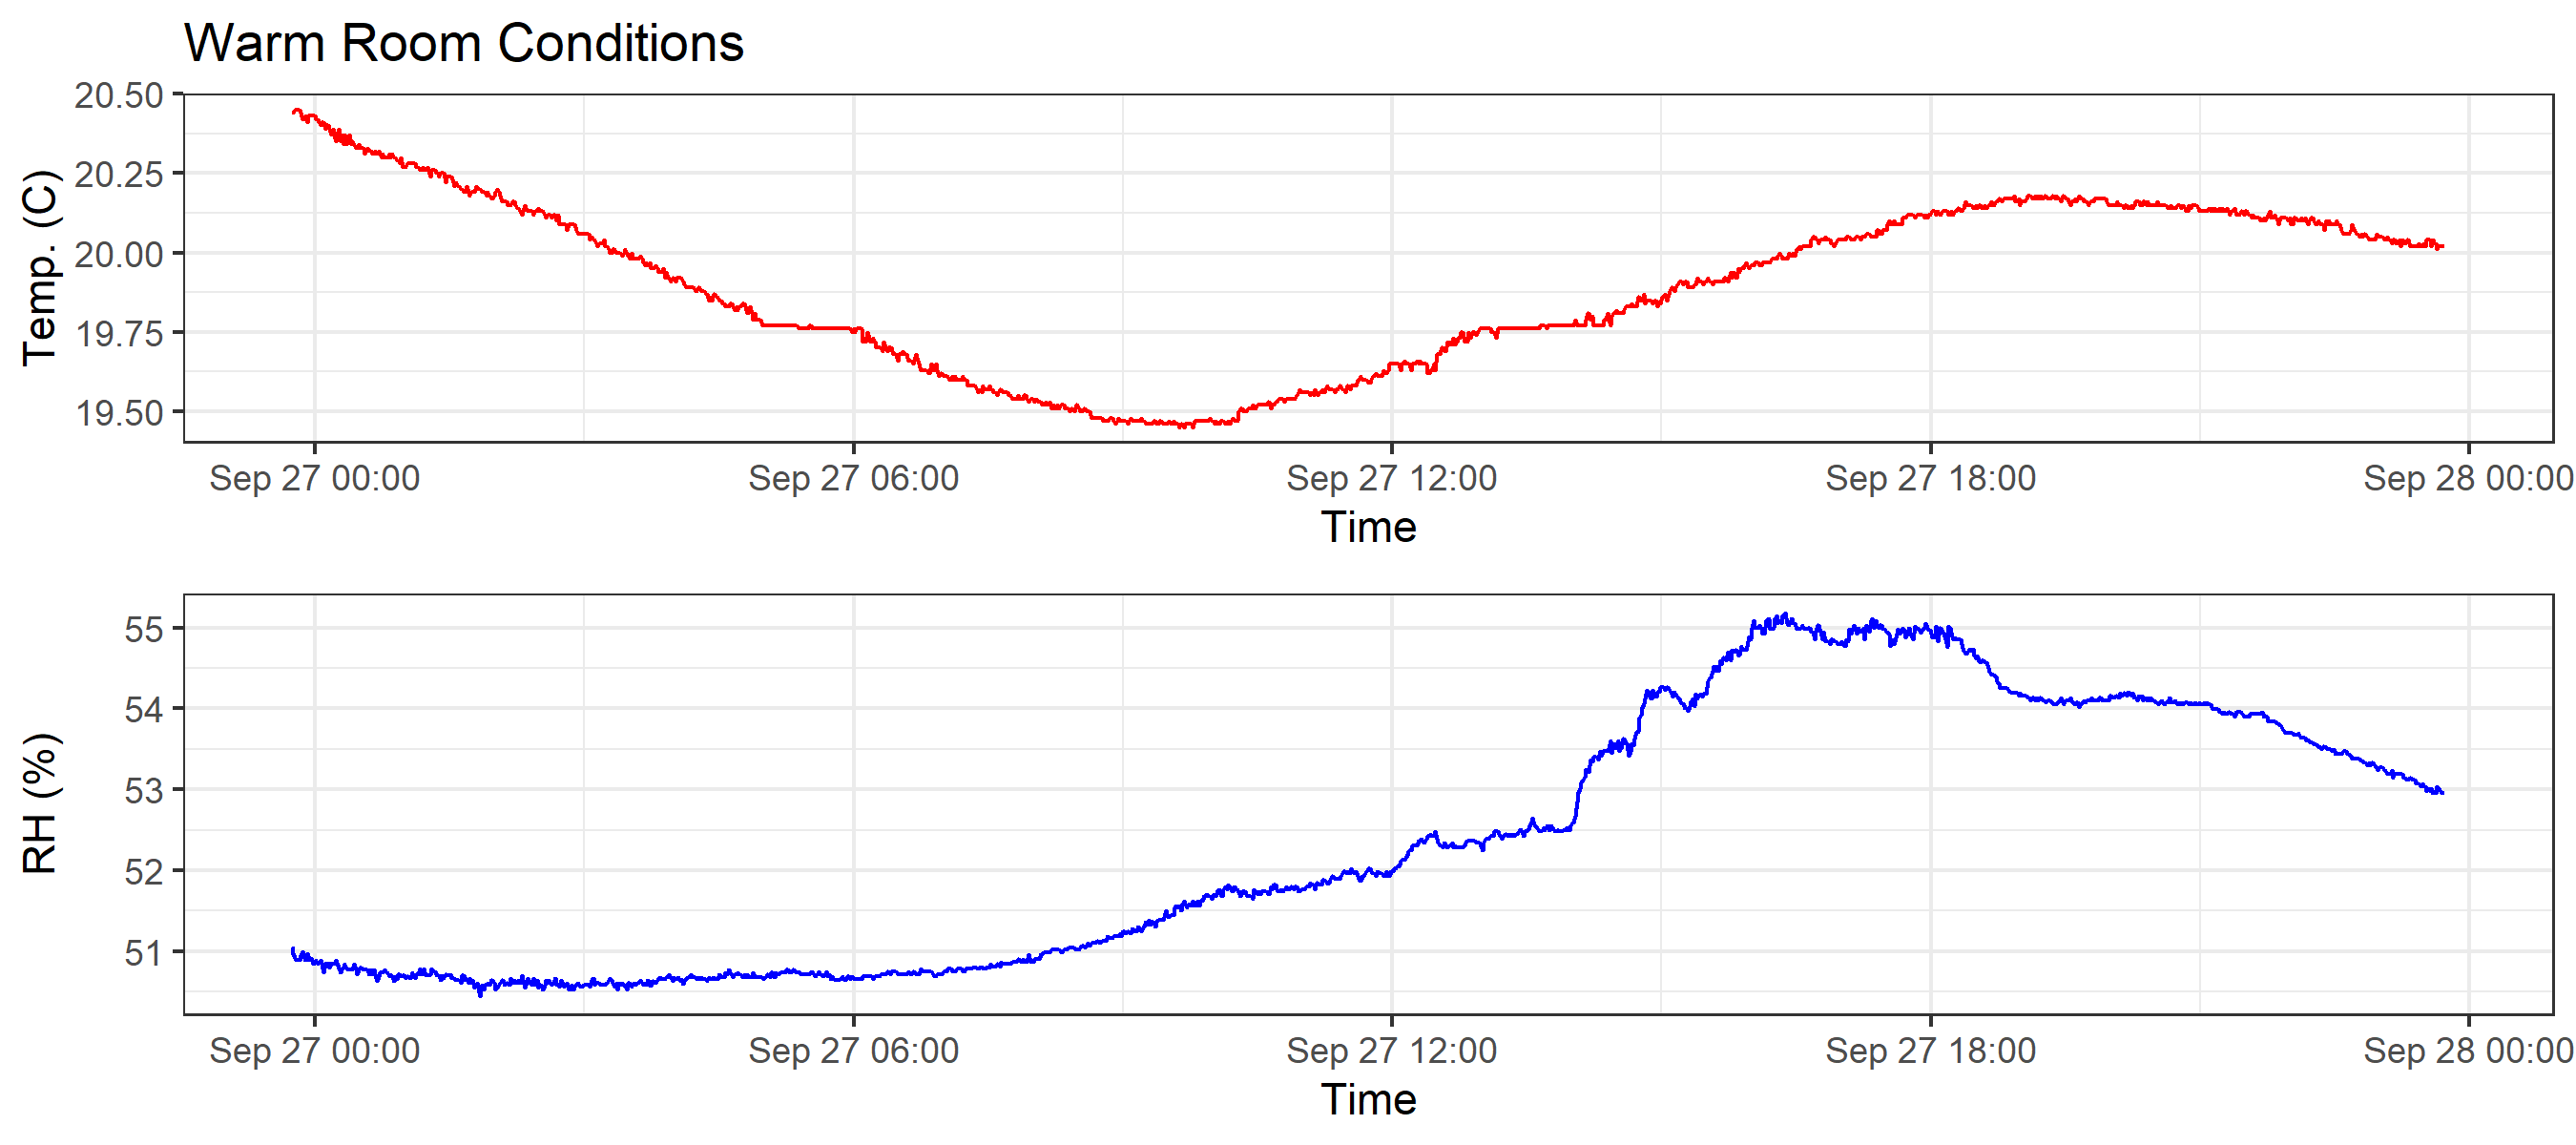 Warm Room Conditions
Temp. (C)
20.50
20.25
20.00
19.75
19.50
Sep 27 00:00 Sep 27 06:00 Sep 27 12:00 Sep 27 18:00 Sep 28 00:00
Time
RH (%)
55
54
53
52
51
Sep 27 00:00 Sep 27 06:00 Sep 27 12:00 Sep 27 18:00 Sep 28 00:00
Time